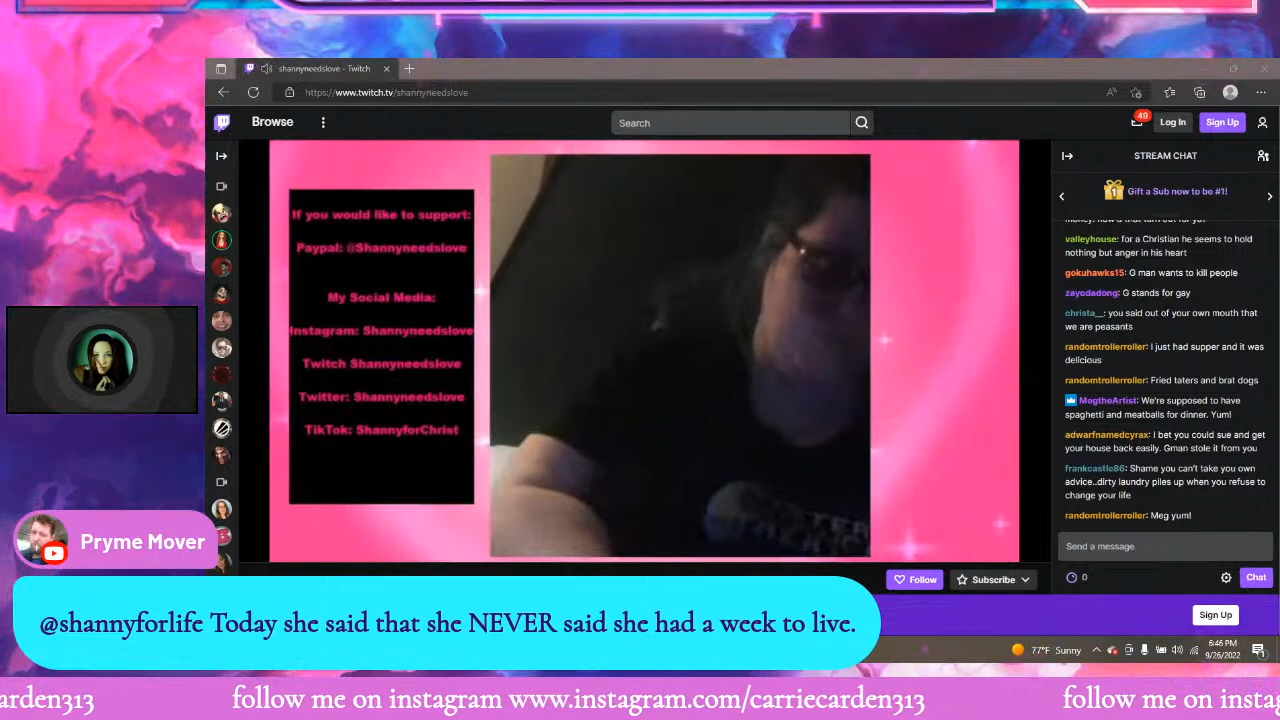 shannyneedslove - Twitch
https://www.twitch.tv/shannyneedslove
Browse
Search
49
Log In
Sign Up
If you would like to support:
Paypal: @Shannyneedslove
My Social Media:
Instagram: Shannyneedslove
Twitch Shannyneedslove
Twitter: Shannyneedslove
TikTok: ShannyforChrist
STREAM CHAT
1
Gift a Sub now to be #1!
valleyhouse: for a Christian he seems to hold
nothing but anger in his heart
gokuhawks15: G man wants to kill people
zayodadong: G stands for gay
christa__: you said out of your own mouth that
we are peasants
randomtrollerroller: I just had supper and it was
delicious
randomtrollerroller: Fried taters and brat dogs
MegtheArtist: We're supposed to have
spaghetti and meatballs for dinner. Yum!
adwarfnamedcyrax: I bet you could sue and get
your house back easily. Gman stole it from you
frankcastle86: Shame you can't take you own
advice..dirty laundry piles up when you refuse to
change your life
randomtrollerroller: Meg yum!
Send a message
0
Chat
Follow
Subscribe
Sign Up
Pryme Mover
@shannyforlife Today she said that she NEVER said she had a week to live.
77°F Sunny
6:46 PM
9/26/2022
arden313 follow me on instagram www.instagram.com/carriecarden313 follow me on instag